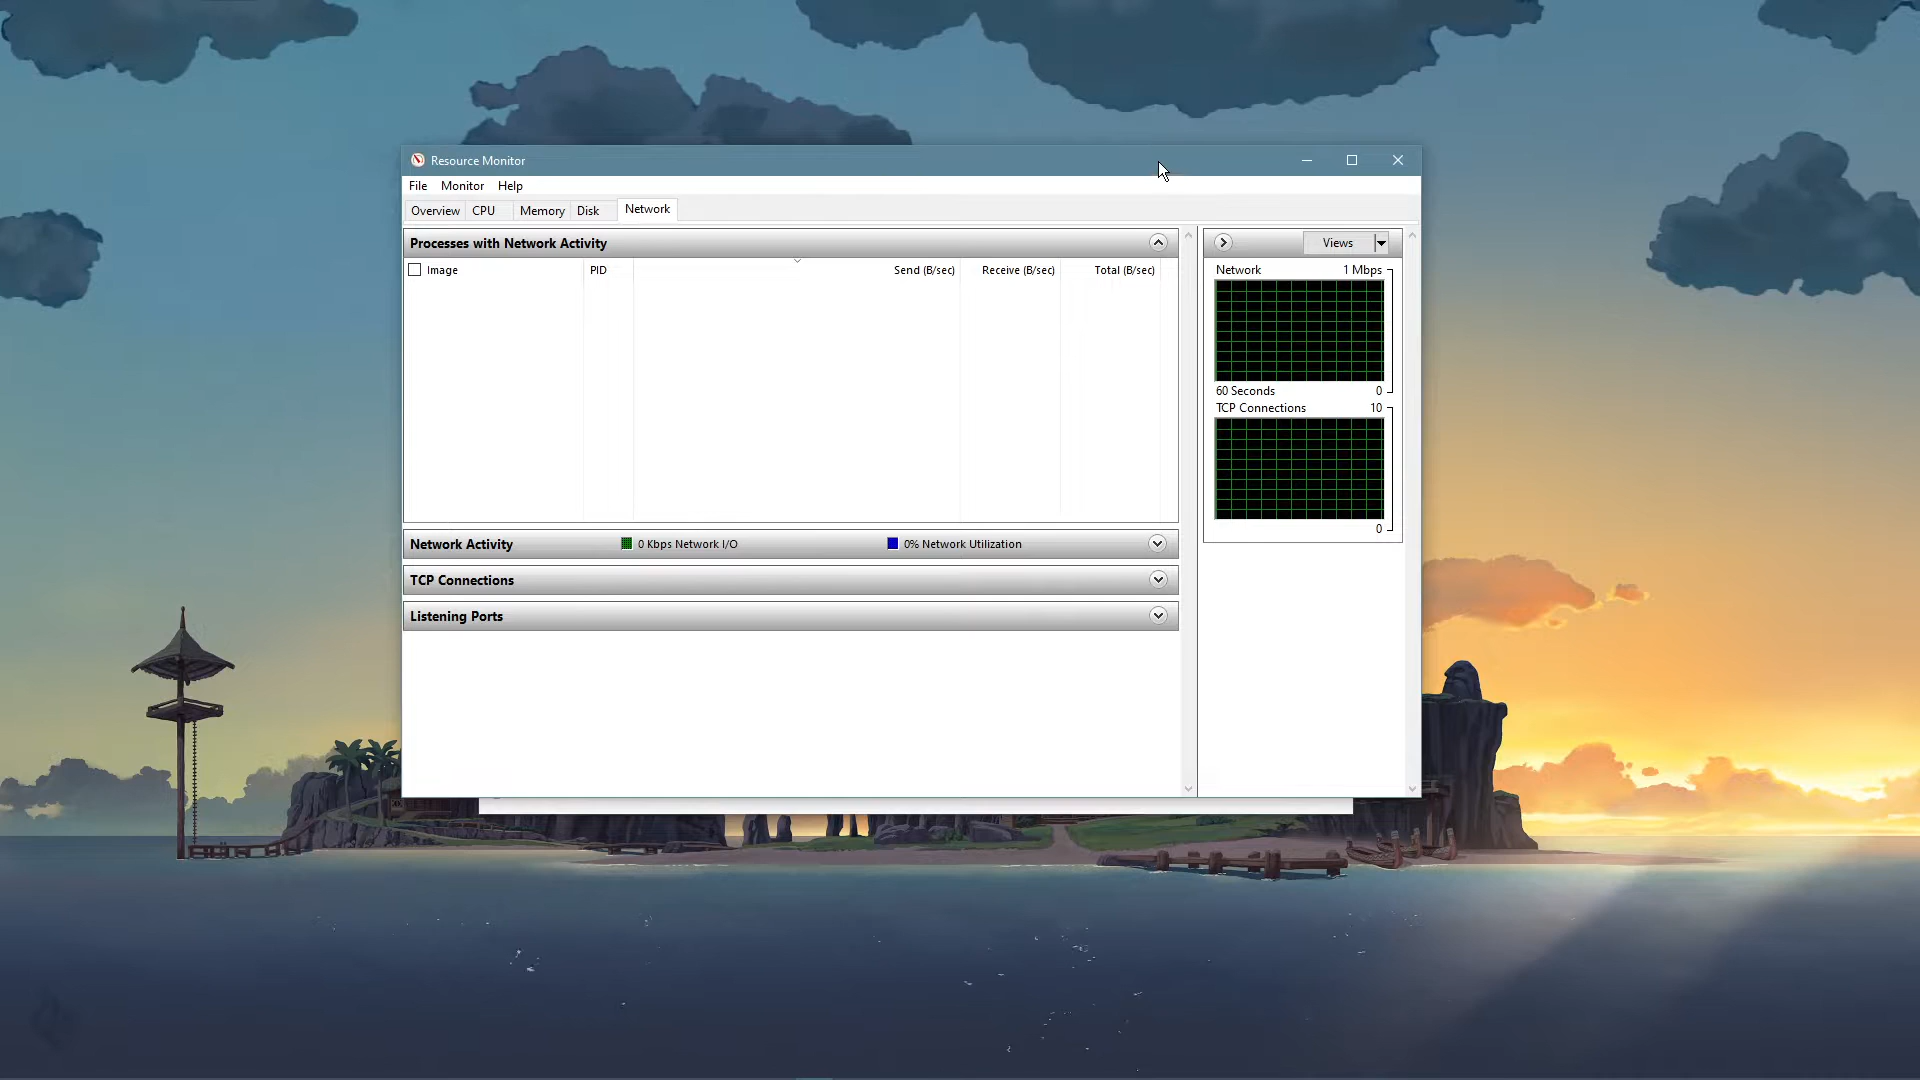 Resource Monitor
File Monitor Help
Overview CPU Memory Disk Network
Processes with Network Activity
Image PID Send (B/sec) Receive (B/sec) Total (B/sec)
Network Activity 0 Kbps Network I/O 0% Network Utilization
TCP Connections
Listening Ports
Views
Network 1 Mbps
60 Seconds 0
TCP Connections 10
0